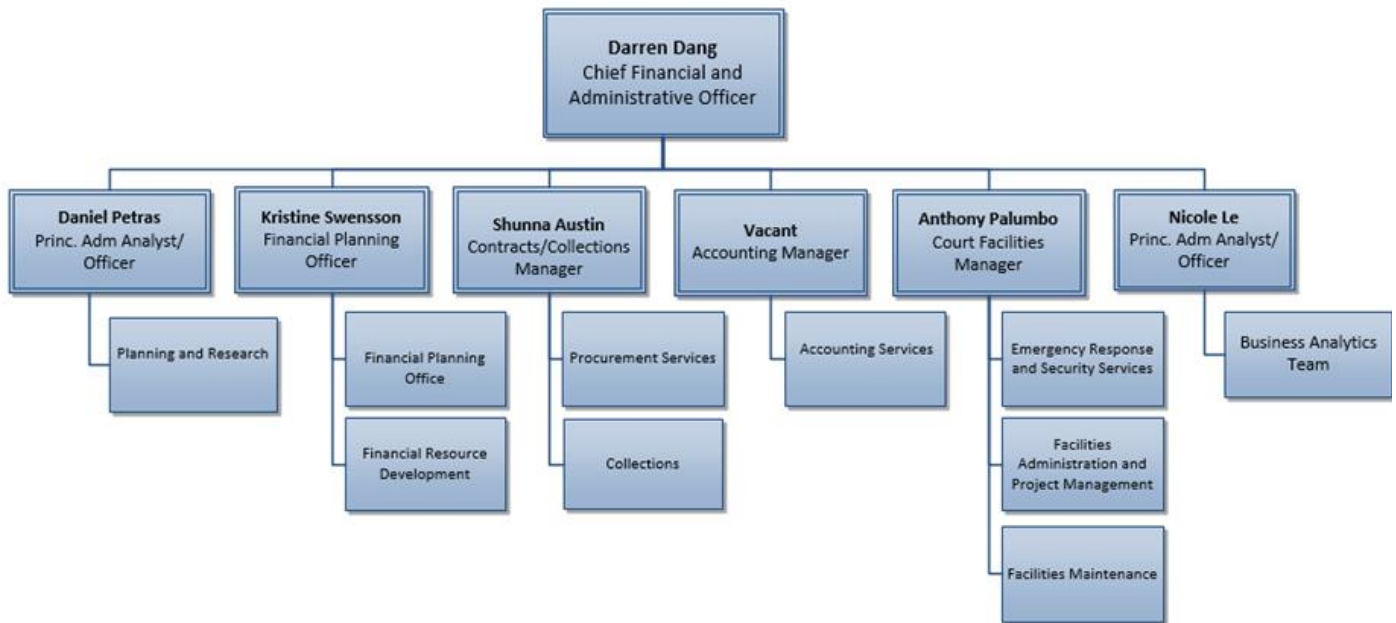 Darren Dang
Chief Financial and
Administrative Officer
Daniel Petras
Princ. Adm Analyst/
Officer
Kristine Swensson
Financial Planning
Officer
Shunna Austin
Contracts/Collections
Manager
Vacant
Accounting Manager
Anthony Palumbo
Court Facilities
Manager
Nicole Le
Princ. Adm Analyst/
Officer
Planning and Research
Financial Planning
Office
Procurement Services
Accounting Services
Emergency Response
and Security Services
Business Analytics
Team
Financial Resource
Development
Collections
Facilities
Administration and
Project Management
Facilities Maintenance